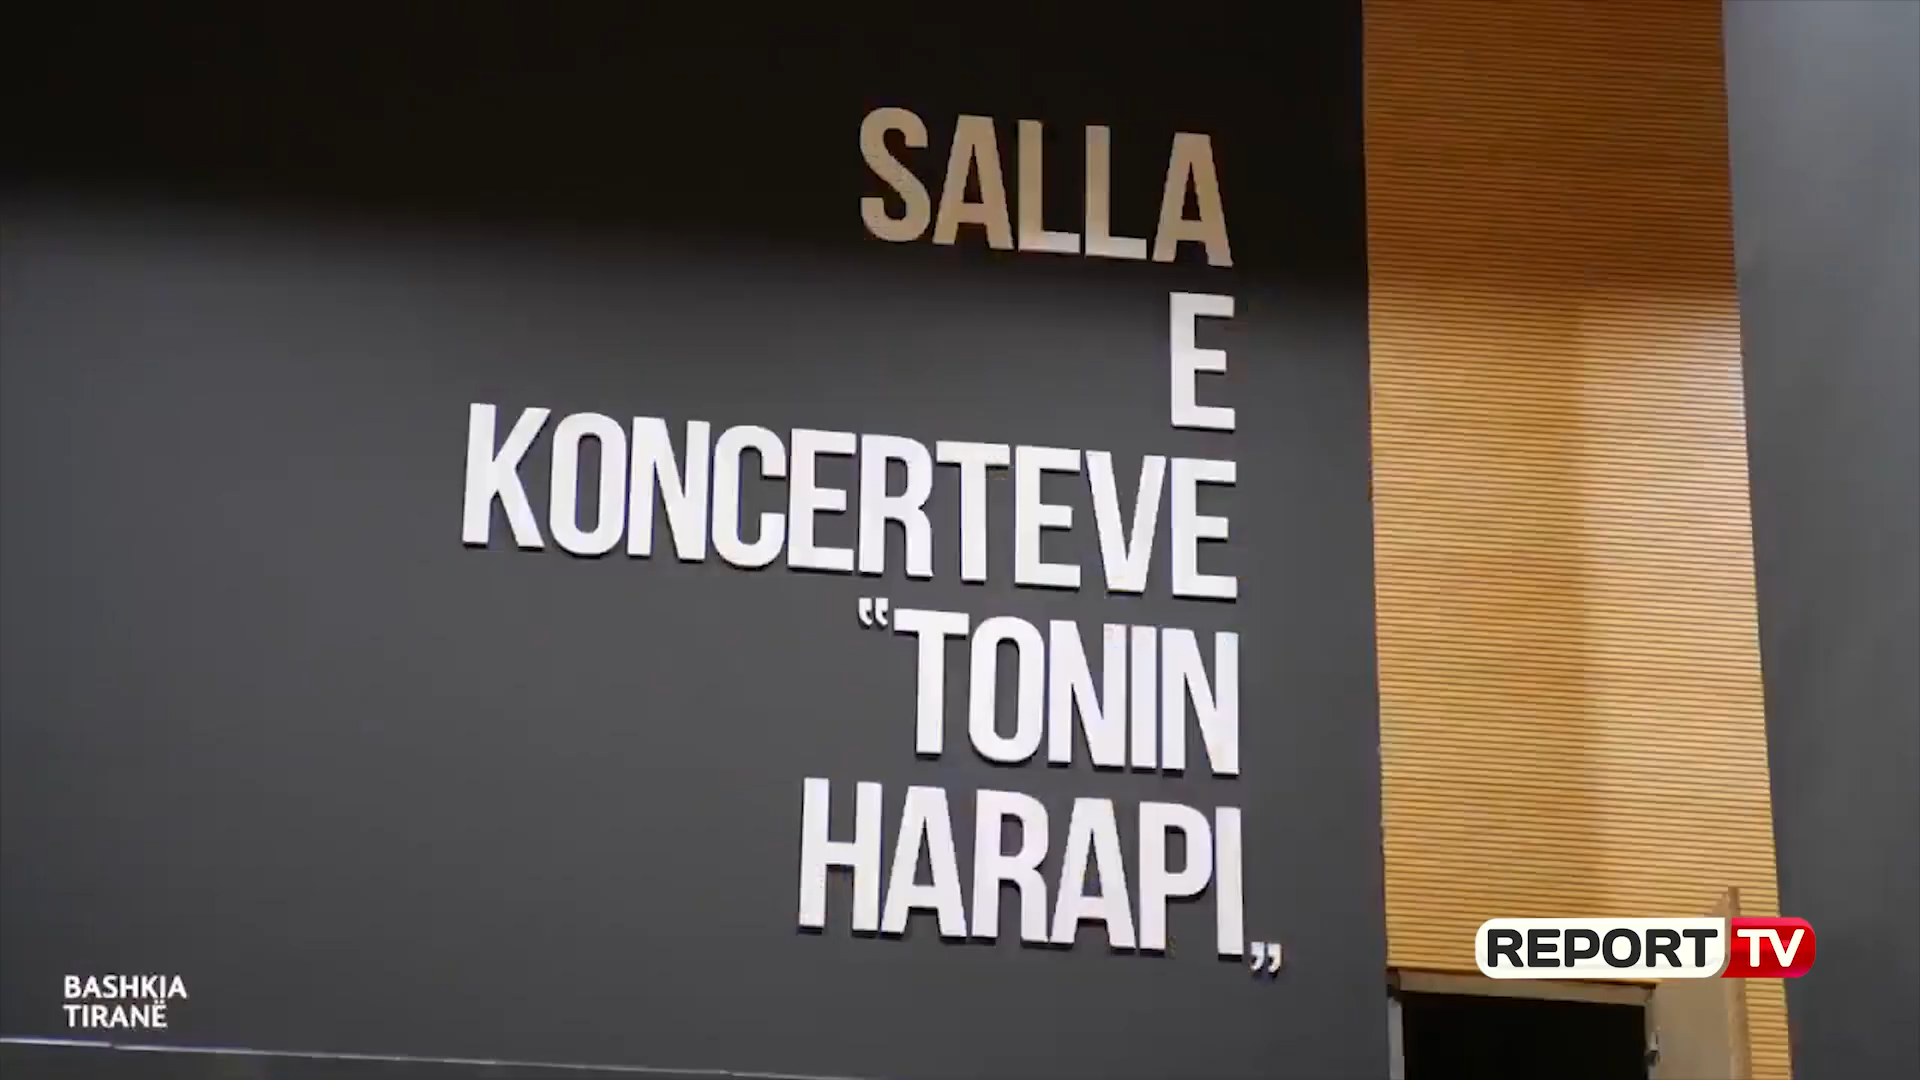 SALLA
E
KONCERTEVE
“TONIN
HARAPI„
BASHKIA
TIRANË
REPORT TV